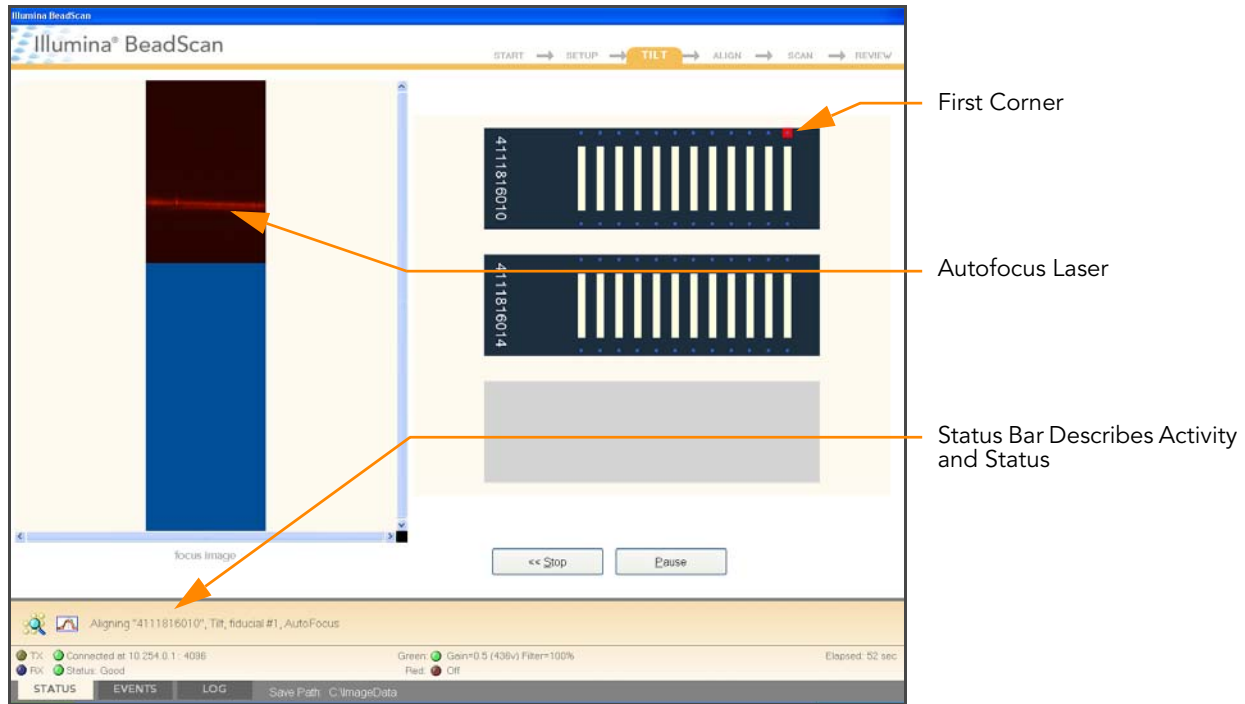 Illumina BeadScan
Illumina® BeadScan
START → SETUP → TILT → ALIGN → SCAN → REVIEW
First Corner
4111816010
Autofocus Laser
4111816014
Status Bar Describes Activity
and Status
focus image
<< Stop
Pause
Aligning "4111816010", Tilt, fiducial #1, AutoFocus
TX Connected at 10.254.0.1 : 4096 Green: Gain=0.5 (436v) Filter=100% Elapsed: 52 sec
RX Status: Good Red: Off
STATUS EVENTS LOG Save Path: C:\ImageData